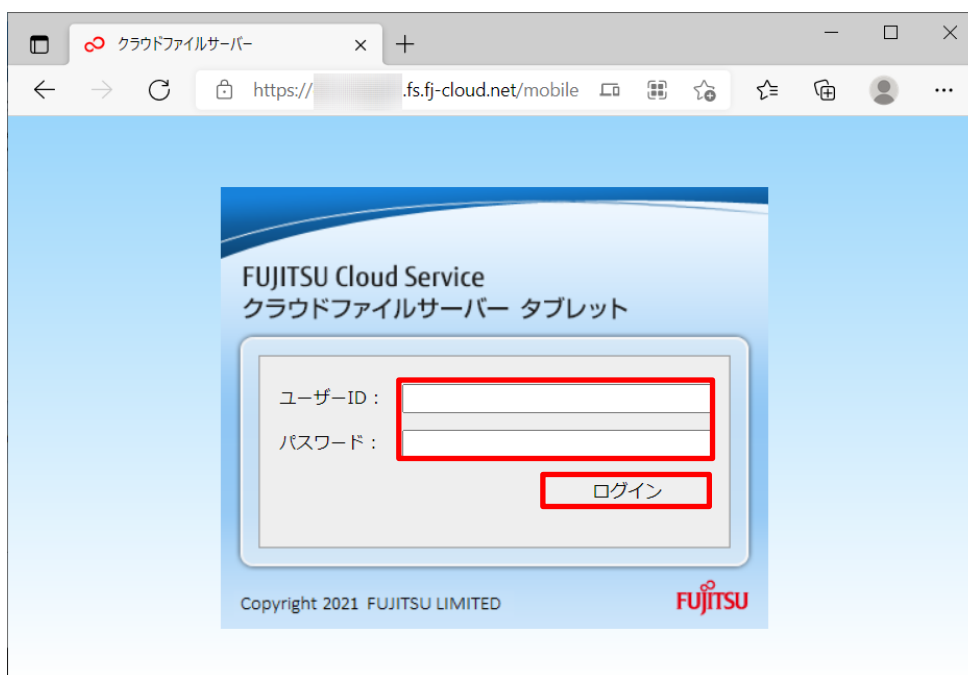 クラウドファイルサーバー
https:// .fs.fj-cloud.net/mobile
FUJITSU Cloud Service
クラウドファイルサーバー タブレット
ユーザーID：
パスワード：
ログイン
Copyright 2021 FUJITSU LIMITED
FUJITSU